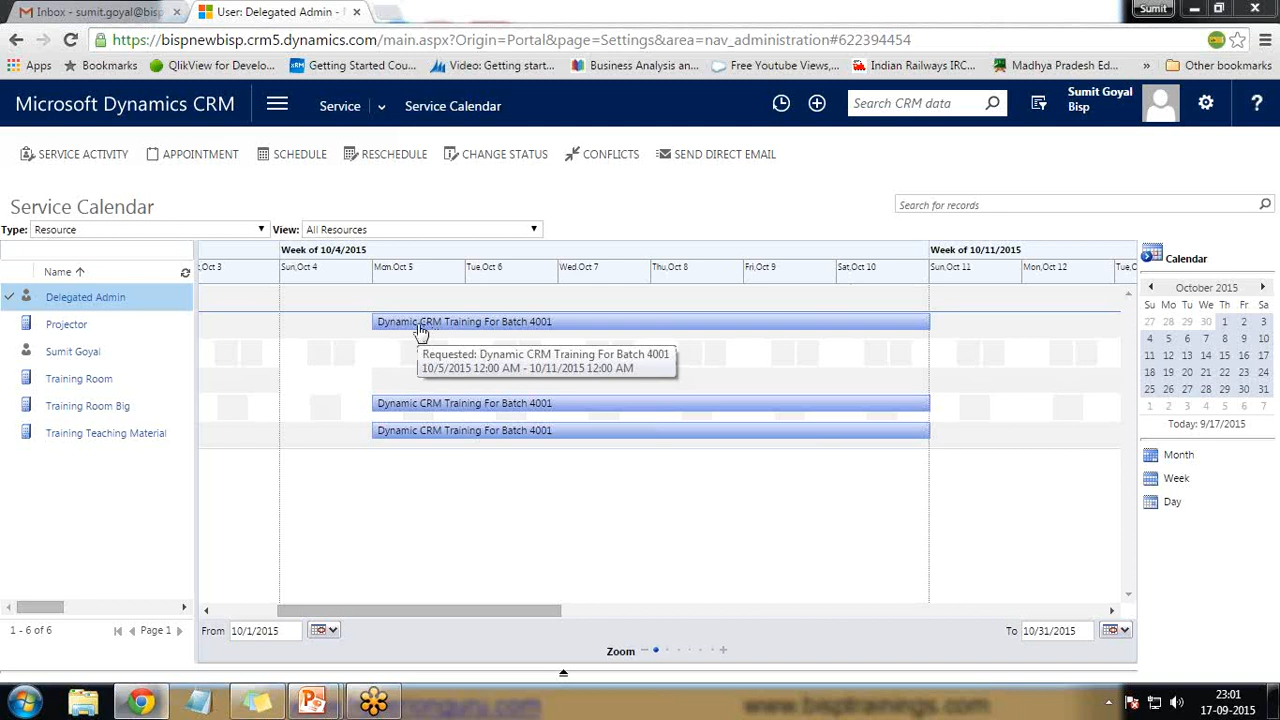 Inbox - sumit.goyal@bisp
User: Delegated Admin -
Sumit
https://bispnewbisp.crm5.dynamics.com/main.aspx?Origin=Portal&page=Settings&area=nav_administration#622394454
Apps
Bookmarks
QlikView for Develo...
Getting Started Cou...
Video: Getting start...
Business Analysis an...
Free Youtube Views,...
Indian Railways IRC...
Madhya Pradesh Ed...
»
Other bookmarks
Microsoft Dynamics CRM
Service
Service Calendar
Search CRM data
Sumit Goyal
Bisp
?
SERVICE ACTIVITY
APPOINTMENT
SCHEDULE
RESCHEDULE
CHANGE STATUS
CONFLICTS
SEND DIRECT EMAIL
Service Calendar
Search for records
Type: Resource
View: All Resources
Week of 10/4/2015
Week of 10/11/2015
Name
:,Oct 3
Sun,Oct 4
Mon,Oct 5
Tue,Oct 6
Wed,Oct 7
Thu,Oct 8
Fri,Oct 9
Sat,Oct 10
Sun,Oct 11
Mon,Oct 12
Tue,O
Delegated Admin
Projector
Sumit Goyal
Training Room
Training Room Big
Training Teaching Material
Dynamic CRM Training For Batch 4001
Requested: Dynamic CRM Training For Batch 4001
10/5/2015 12:00 AM - 10/11/2015 12:00 AM
Dynamic CRM Training For Batch 4001
Dynamic CRM Training For Batch 4001
Calendar
October 2015
Su Mo Tu We Th Fr Sa
27 28 29 30 1 2 3
4 5 6 7 8 9 10
11 12 13 14 15 16 17
18 19 20 21 22 23 24
25 26 27 28 29 30 31
1 2 3 4 5 6 7
Today: 9/17/2015
Month
Week
Day
1 - 6 of 6
Page 1
From 10/1/2015
To 10/31/2015
Zoom
23:01
17-09-2015